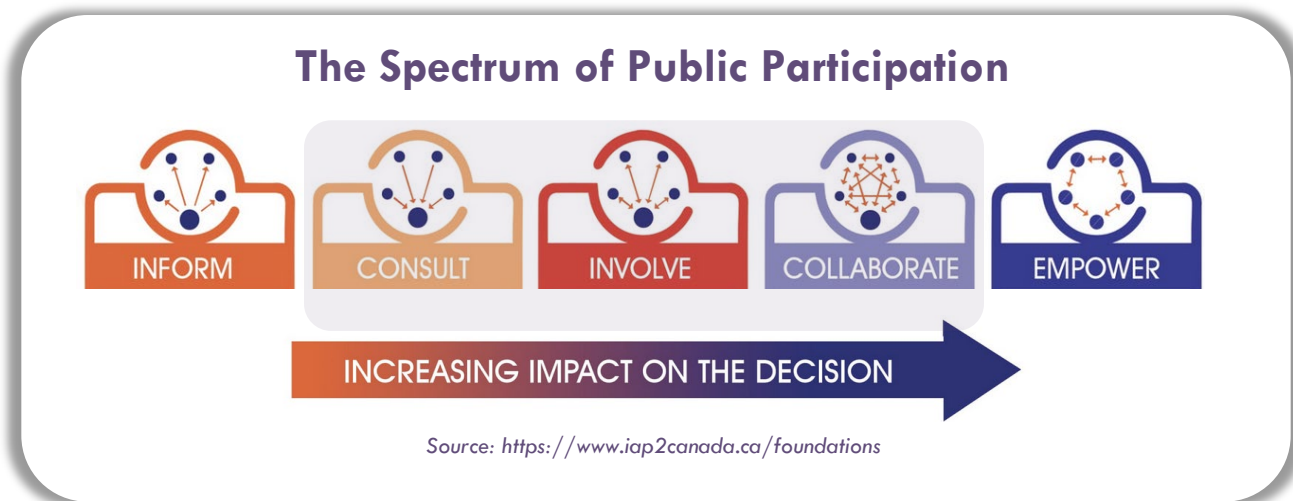 The Spectrum of Public Participation
INFORM
CONSULT
INVOLVE
COLLABORATE
EMPOWER
INCREASING IMPACT ON THE DECISION
Source: https://www.iap2canada.ca/foundations